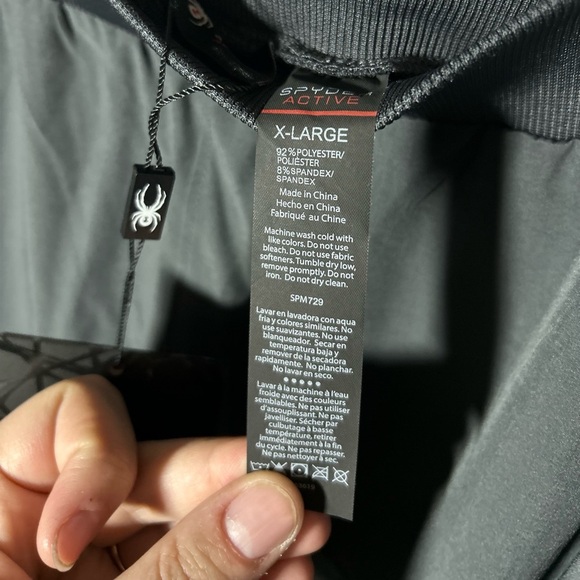 SPYDER
ACTIVE
X-LARGE
92%POLYESTER/
POLIÉSTER
8%SPANDEX/
SPANDEX
Made in China
Hecho en China
Fabriqué au Chine
Machine wash cold with
like colors. Do not use
bleach. Do not use fabric
softeners. Tumble dry low,
remove promptly. Do not
iron. Do not dry clean.
SPM729
Lavar en lavadora con aqua
fria y colores similares. No
use suavizantes. No use
blanqueador. Secar en
temperatura baja y
remover de la secadora
rapidamente. No planchar.
No lavar en seco.
Lavar à la machine à l'eau
froide avec des couleurs
semblables. Ne pas utiliser
d'assouplissant. Ne pas
javelliser. Sécher par
culbutage à basse
température, retirer
immédiatement à la fin
du cycle. Ne pas repasser.
Ne pas nettoyer à sec.